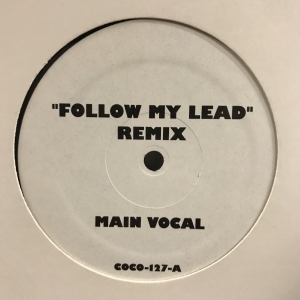 "FOLLOW MY LEAD"
REMIX
MAIN VOCAL
COCO-127-A